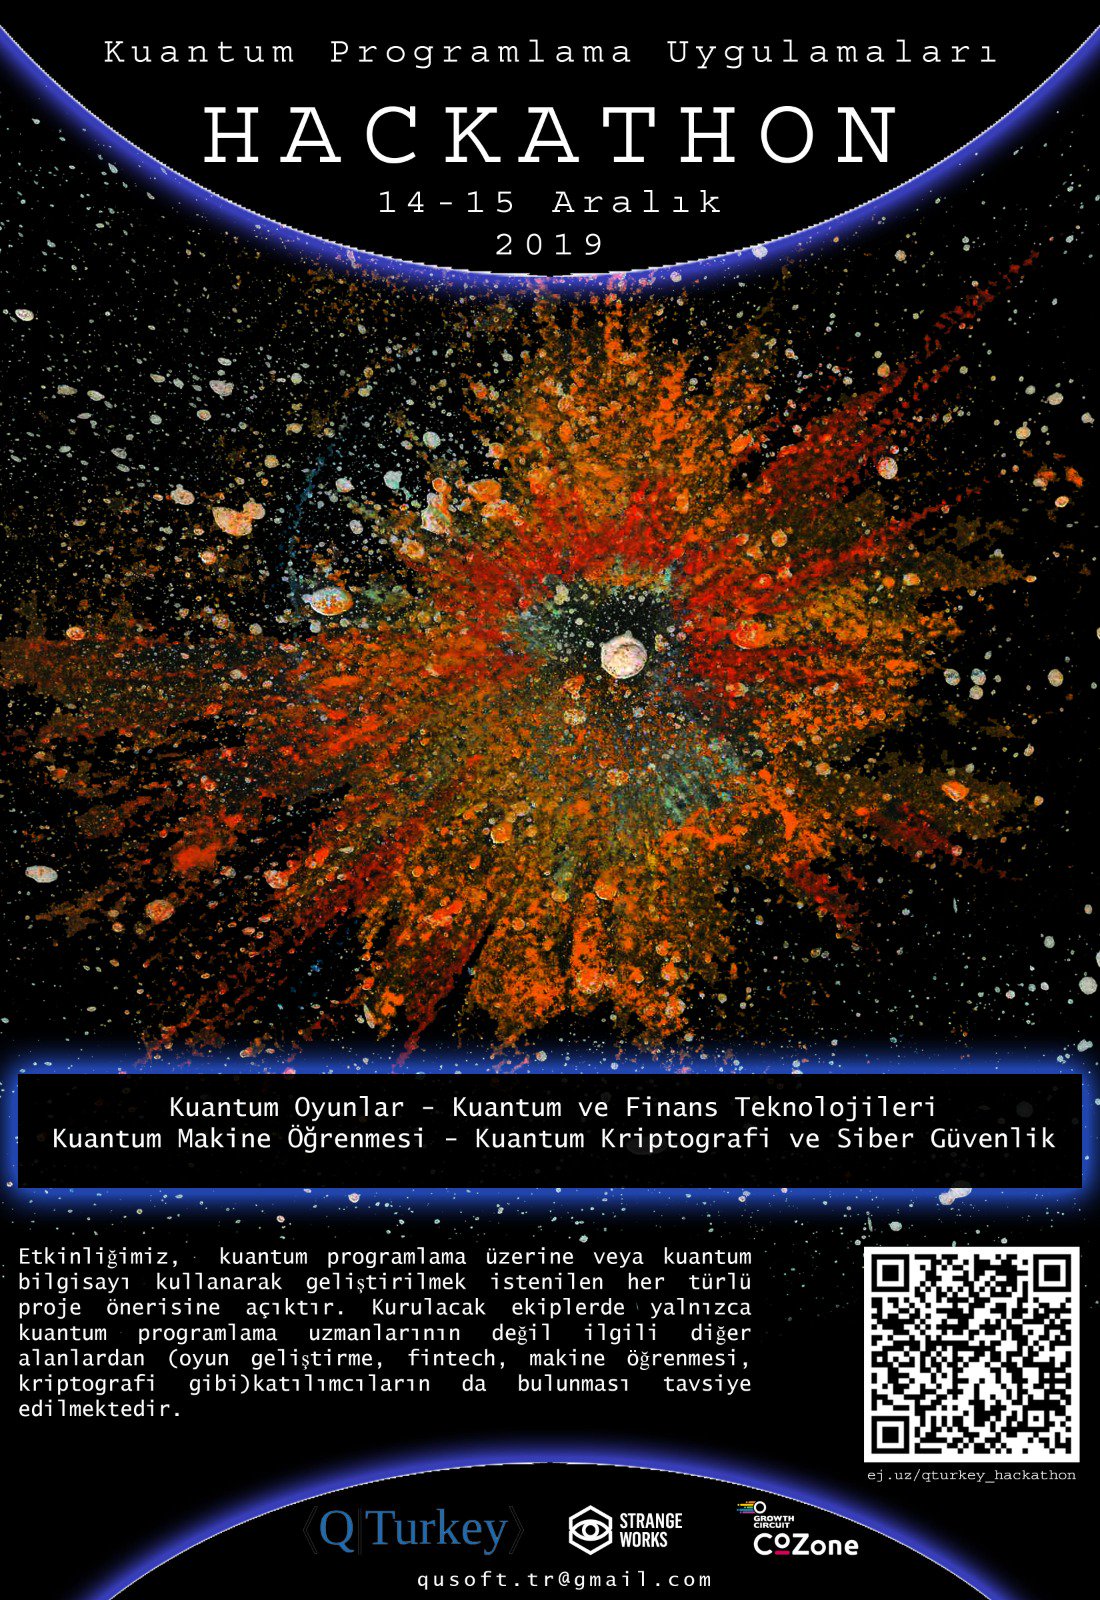 Kuantum Programlama Uygulamaları
HACKATHON
14-15 Aralık
2019
Kuantum Oyunlar - Kuantum ve Finans Teknolojileri
Kuantum Makine Öğrenmesi - Kuantum Kriptografi ve Siber Güvenlik
Etkinliğimiz, kuantum programlama üzerine veya kuantum
bilgisayı kullanarak geliştirilmek istenilen her türlü
proje önerisine açıktır. Kurulacak ekiplerde yalnızca
kuantum programlama uzmanlarının değil ilgili diğer
alanlardan (oyun geliştirme, fintech, makine öğrenmesi,
kriptografi gibi)katılımcıların da bulunması tavsiye
edilmektedir.
ej.uz/qturkey_hackathon
⟨Q|Turkey⟩
STRANGE
WORKS
GROWTH
CIRCUIT
CoZone
qusoft.tr@gmail.com